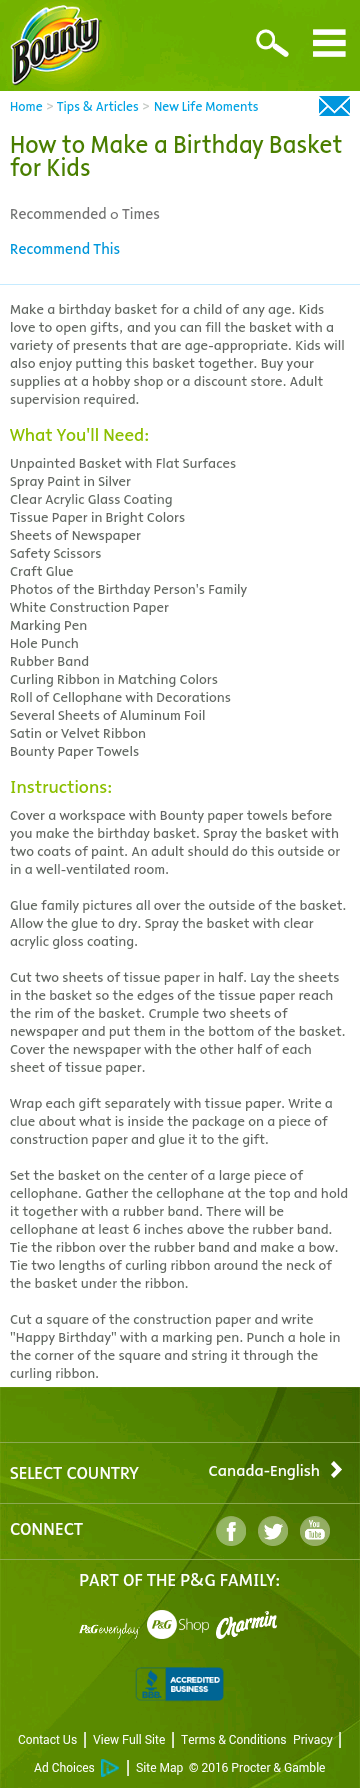 Bounty
Home > Tips & Articles > New Life Moments
How to Make a Birthday Basket
for Kids
Recommended 0 Times
Recommend This
Make a birthday basket for a child of any age. Kids
love to open gifts, and you can fill the basket with a
variety of presents that are age-appropriate. Kids will
also enjoy putting this basket together. Buy your
supplies at a hobby shop or a discount store. Adult
supervision required.
What You'll Need:
Unpainted Basket with Flat Surfaces
Spray Paint in Silver
Clear Acrylic Glass Coating
Tissue Paper in Bright Colors
Sheets of Newspaper
Safety Scissors
Craft Glue
Photos of the Birthday Person's Family
White Construction Paper
Marking Pen
Hole Punch
Rubber Band
Curling Ribbon in Matching Colors
Roll of Cellophane with Decorations
Several Sheets of Aluminum Foil
Satin or Velvet Ribbon
Bounty Paper Towels
Instructions:
Cover a workspace with Bounty paper towels before
you make the birthday basket. Spray the basket with
two coats of paint. An adult should do this outside or
in a well-ventilated room.
Glue family pictures all over the outside of the basket.
Allow the glue to dry. Spray the basket with clear
acrylic gloss coating.
Cut two sheets of tissue paper in half. Lay the sheets
in the basket so the edges of the tissue paper reach
the rim of the basket. Crumple two sheets of
newspaper and put them in the bottom of the basket.
Cover the newspaper with the other half of each
sheet of tissue paper.
Wrap each gift separately with tissue paper. Write a
clue about what is inside the package on a piece of
construction paper and glue it to the gift.
Set the basket on the center of a large piece of
cellophane. Gather the cellophane at the top and hold
it together with a rubber band. There will be
cellophane at least 6 inches above the rubber band.
Tie the ribbon over the rubber band and make a bow.
Tie two lengths of curling ribbon around the neck of
the basket under the ribbon.
Cut a square of the construction paper and write
"Happy Birthday" with a marking pen. Punch a hole in
the corner of the square and string it through the
curling ribbon.
SELECT COUNTRY Canada-English
CONNECT f You Tube
PART OF THE P&G FAMILY:
P&G everyday P&G Shop Charmin
BBB ACCREDITED BUSINESS
Contact Us | View Full Site | Terms & Conditions Privacy |
Ad Choices | Site Map © 2016 Procter & Gamble